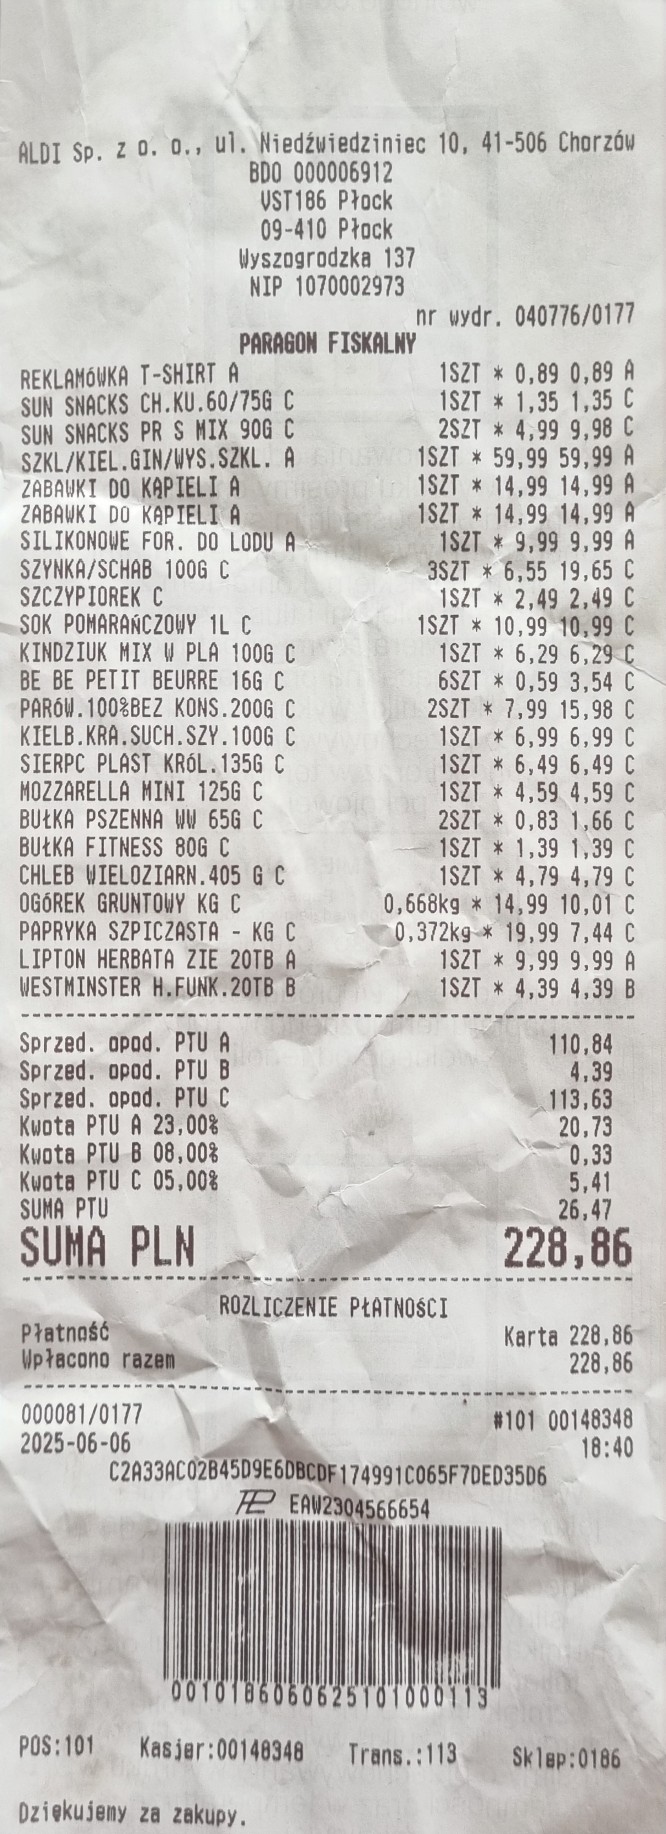 ALDI Sp. z o. o., ul. Niedźwiedziniec 10, 41-506 Chorzów
BDO 000006912
VST186 Płock
09-410 Płock
Wyszogrodzka 137
NIP 1070002973
nr wydr. 040776/0177
PARAGON FISKALNY
REKLAMÓWKA T-SHIRT A 1SZT * 0,89 0,89 A
SUN SNACKS CH.KU.60/75G C 1SZT * 1,35 1,35 C
SUN SNACKS PR S MIX 90G C 2SZT * 4,99 9,98 C
SZKL/KIEL.GIN/WYS.SZKL. A 1SZT * 59,99 59,99 A
ZABAWKI DO KĄPIELI A 1SZT * 14,99 14,99 A
ZABAWKI DO KĄPIELI A 1SZT * 14,99 14,99 A
SILIKONOWE FOR. DO LODU A 1SZT * 9,99 9,99 A
SZYNKA/SCHAB 100G C 3SZT * 6,55 19,65 C
SZCZYPIOREK C 1SZT * 2,49 2,49 C
SOK POMARAŃCZOWY 1L C 1SZT * 10,99 10,99 C
KINDZIUK MIX W PLA 100G C 1SZT * 6,29 6,29 C
BE BE PETIT BEURRE 16G C 6SZT * 0,59 3,54 C
PARÓW.100%BEZ KONS.200G C 2SZT * 7,99 15,98 C
KIELB.KRA.SUCH.SZY.100G C 1SZT * 6,99 6,99 C
SIERPC PLAST KRÓL.135G C 1SZT * 6,49 6,49 C
MOZZARELLA MINI 125G C 1SZT * 4,59 4,59 C
BUŁKA PSZENNA WW 65G C 2SZT * 0,83 1,66 C
BUŁKA FITNESS 80G C 1SZT * 1,39 1,39 C
CHLEB WIELOZIARN.405 G C 1SZT * 4,79 4,79 C
OGÓREK GRUNTOWY KG C 0,668kg * 14,99 10,01 C
PAPRYKA SZPICZASTA - KG C 0,372kg * 19,99 7,44 C
LIPTON HERBATA ZIE 20TB A 1SZT * 9,99 9,99 A
WESTMINSTER H.FUNK.20TB B 1SZT * 4,39 4,39 B
Sprzed. opod. PTU A 110,84
Sprzed. opod. PTU B 4,39
Sprzed. opod. PTU C 113,63
Kwota PTU A 23,00% 20,73
Kwota PTU B 08,00% 0,33
Kwota PTU C 05,00% 5,41
SUMA PTU 26,47
SUMA PLN 228,86
ROZLICZENIE PŁATNOŚCI
Płatność Karta 228,86
Wpłacono razem 228,86
000081/0177 #101 00148348
2025-06-06 18:40
C2A33AC02B45D9E6DBCDF174991C065F7DED35D6
EAW2304566654
0010186060625101000113
POS:101 Kasjer:00148348 Trans.:113 Sklep:0186
Dziękujemy za zakupy.